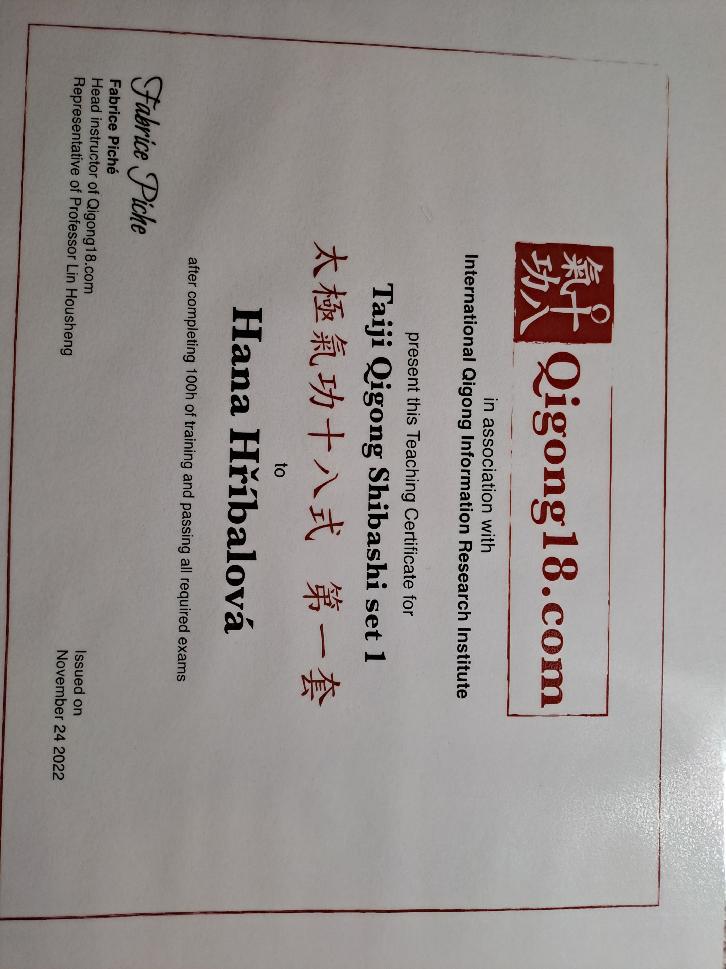 氣十
功八
Qigong18.com
in association with
International Qigong Information Research Institute
present this Teaching Certificate for
Taiji Qigong Shibashi set 1
太極氣功十八式 第一套
to
Hana Hříbalová
after completing 100h of training and passing all required exams
Fabrice Piche
Fabrice Piché
Head instructor of Qigong18.com
Representative of Professor Lin Housheng
Issued on
November 24 2022